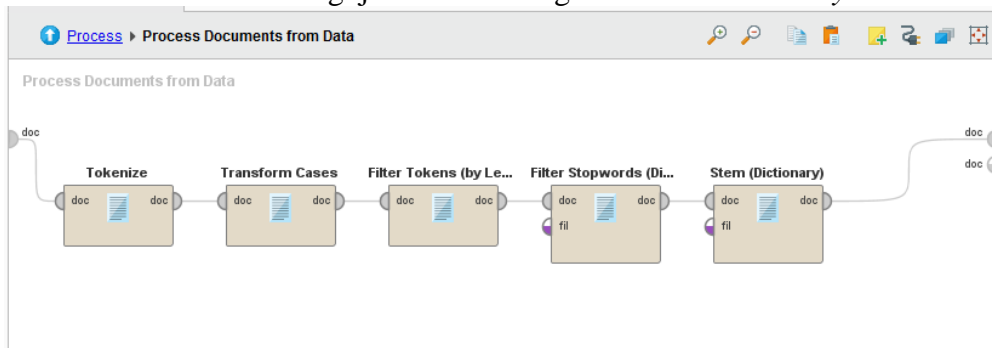 Process ▸ Process Documents from Data
Process Documents from Data
doc
doc
doc
Tokenize
doc doc
Transform Cases
doc doc
Filter Tokens (by Le...
doc doc
Filter Stopwords (Di...
doc doc
fil
Stem (Dictionary)
doc doc
fil